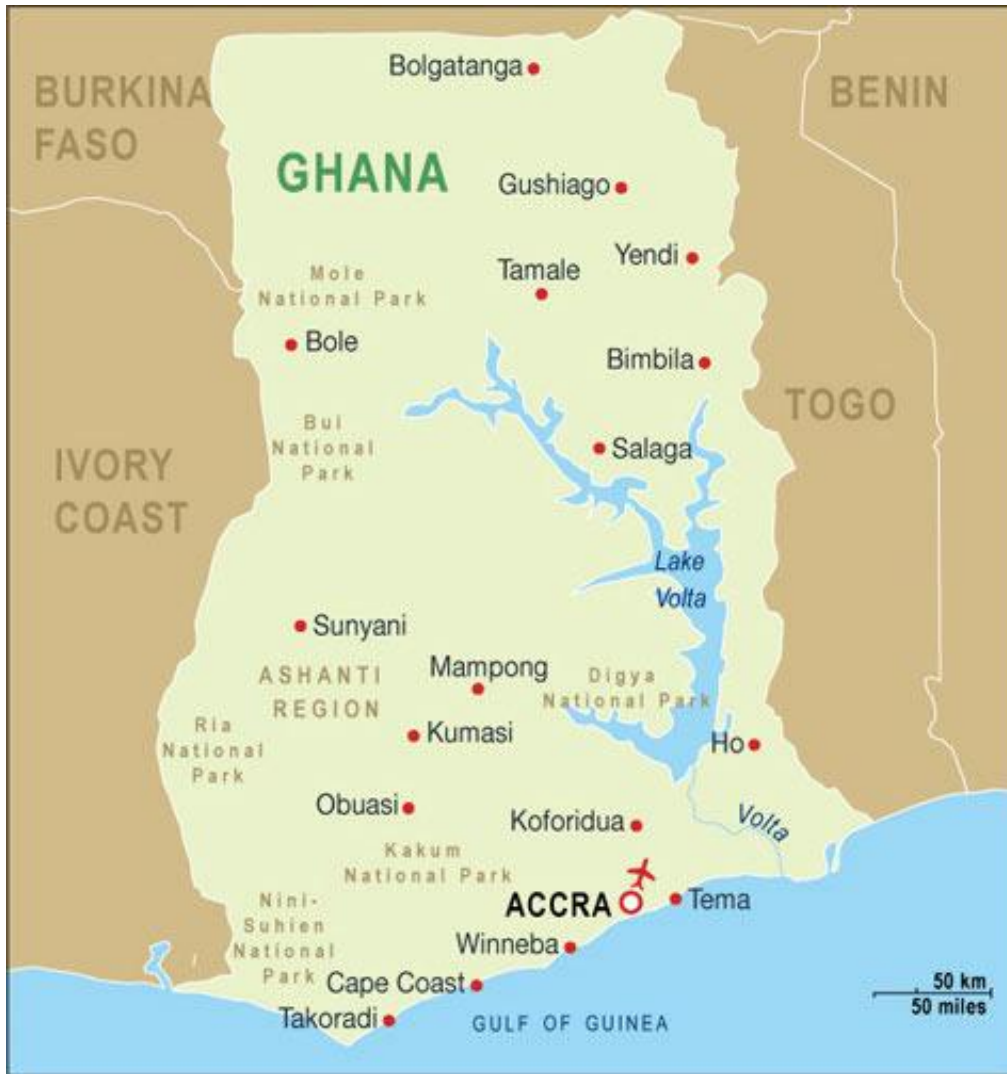 Bolgatanga
BURKINA
FASO
BENIN
GHANA
Gushiago
Yendi
Tamale
Mole
National Park
Bole
Bimbila
TOGO
Bui
National
Park
Salaga
IVORY
COAST
Lake
Volta
Sunyani
Mampong
ASHANTI
REGION
Digya
National Park
Ria
National
Park
Kumasi
Ho
Obuasi
Koforidua
Volta
Kakum
National Park
ACCRA
Tema
Nini-
Suhien
National
Park
Winneba
Cape Coast
50 km
50 miles
Takoradi
GULF OF GUINEA